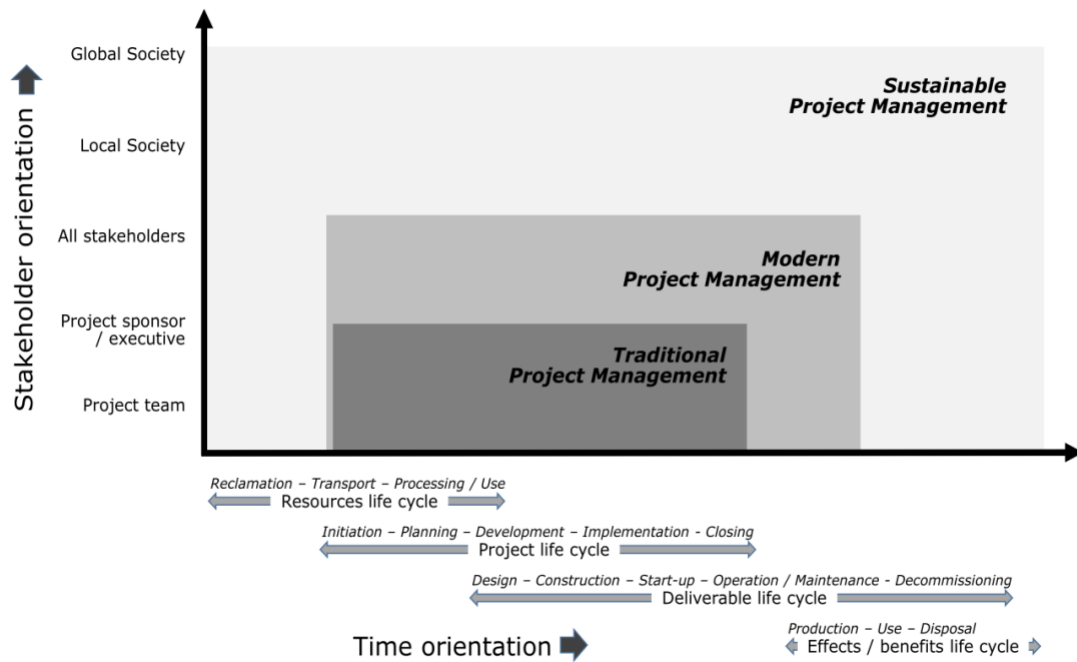 Global Society
Local Society
All stakeholders
Project sponsor
/ executive
Project team
Stakeholder orientation
Sustainable
Project Management
Modern
Project Management
Traditional
Project Management
Reclamation – Transport – Processing / Use
Resources life cycle
Initiation – Planning – Development – Implementation - Closing
Project life cycle
Design – Construction – Start-up – Operation / Maintenance - Decommissioning
Deliverable life cycle
Production – Use – Disposal
Effects / benefits life cycle
Time orientation